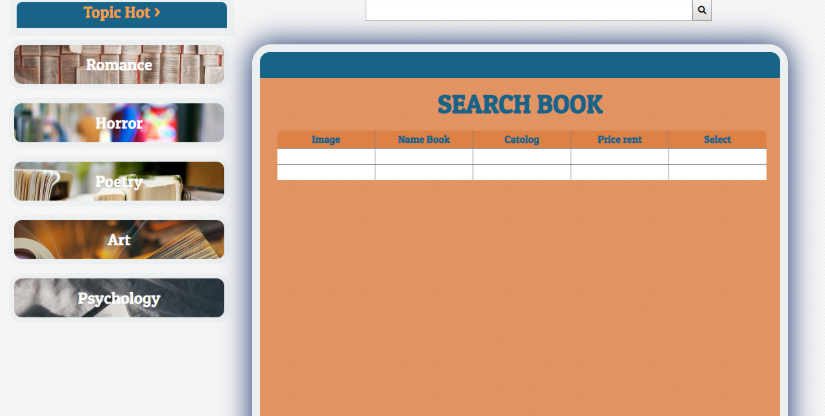 Topic Hot ›
Romance
Horror
Poetry
Art
Psychology
SEARCH BOOK
Image Name Book Catolog Price rent Select